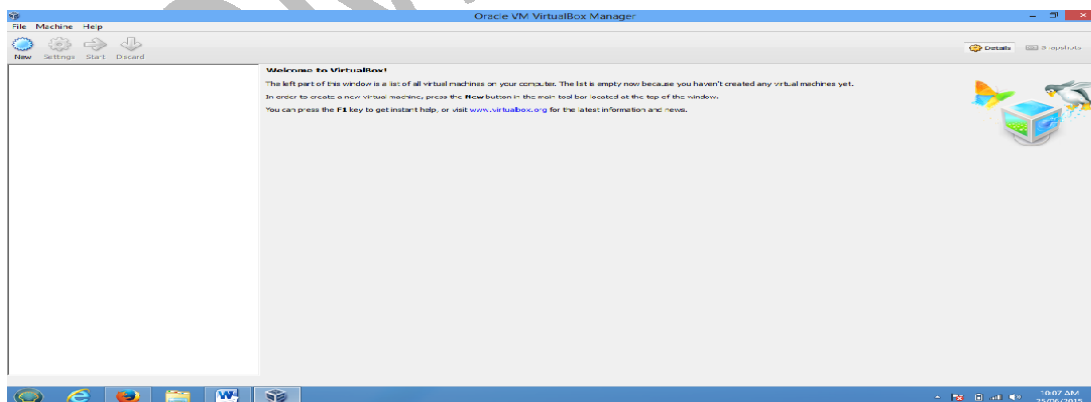 Oracle VM VirtualBox Manager
File Machine Help
New Settings Start Discard
Details Snapshots
Welcome to VirtualBox!
The left part of this window is a list of all virtual machines on your computer. The list is empty now because you haven't created any virtual machines yet.
In order to create a new virtual machine, press the New button in the main tool bar located at the top of the window.
You can press the F1 key to get instant help, or visit www.virtualbox.org for the latest information and news.
10:07 AM